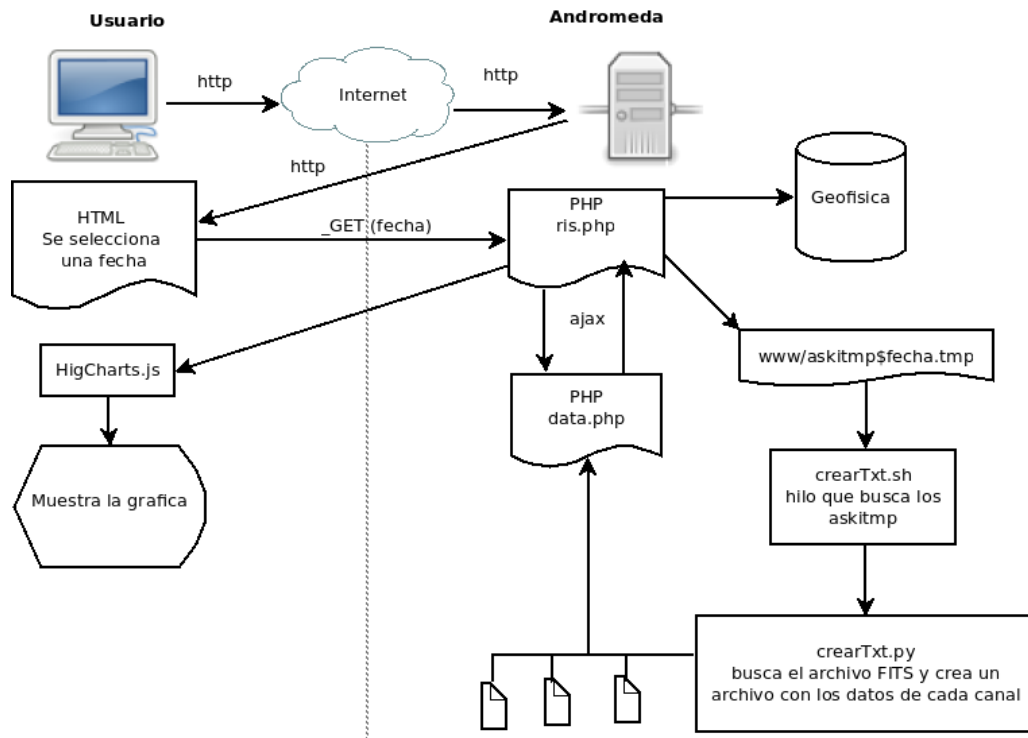 Usuario
Andromeda
http
Internet
http
http
HTML
Se selecciona
una fecha
_GET (fecha)
PHP
ris.php
Geofisica
ajax
HigCharts.js
PHP
data.php
www/askitmp$fecha.tmp
Muestra la grafica
crearTxt.sh
hilo que busca los
askitmp
crearTxt.py
busca el archivo FITS y crea un
archivo con los datos de cada canal